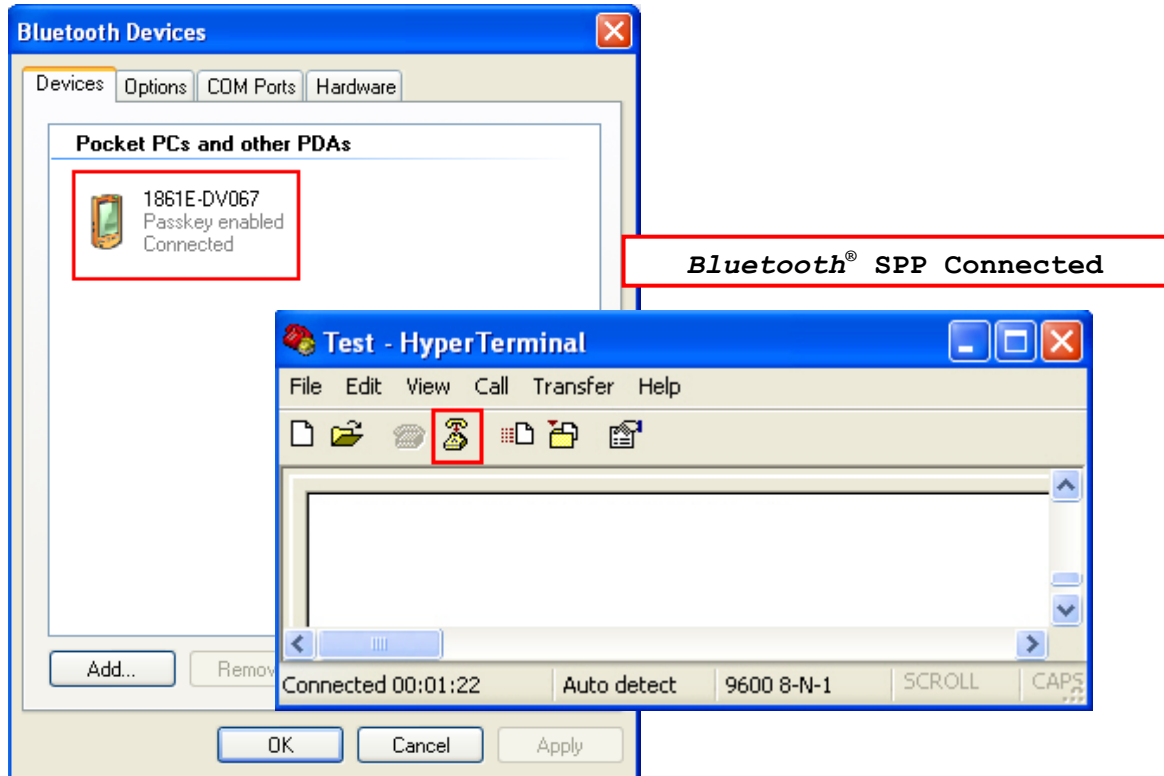 Bluetooth Devices
Devices Options COM Ports Hardware
Pocket PCs and other PDAs
1861E-DV067
Passkey enabled
Connected
Bluetooth® SPP Connected
Test - HyperTerminal
File Edit View Call Transfer Help
Connected 00:01:22 Auto detect 9600 8-N-1 SCROLL CAPS
Add... Remov
OK Cancel Apply